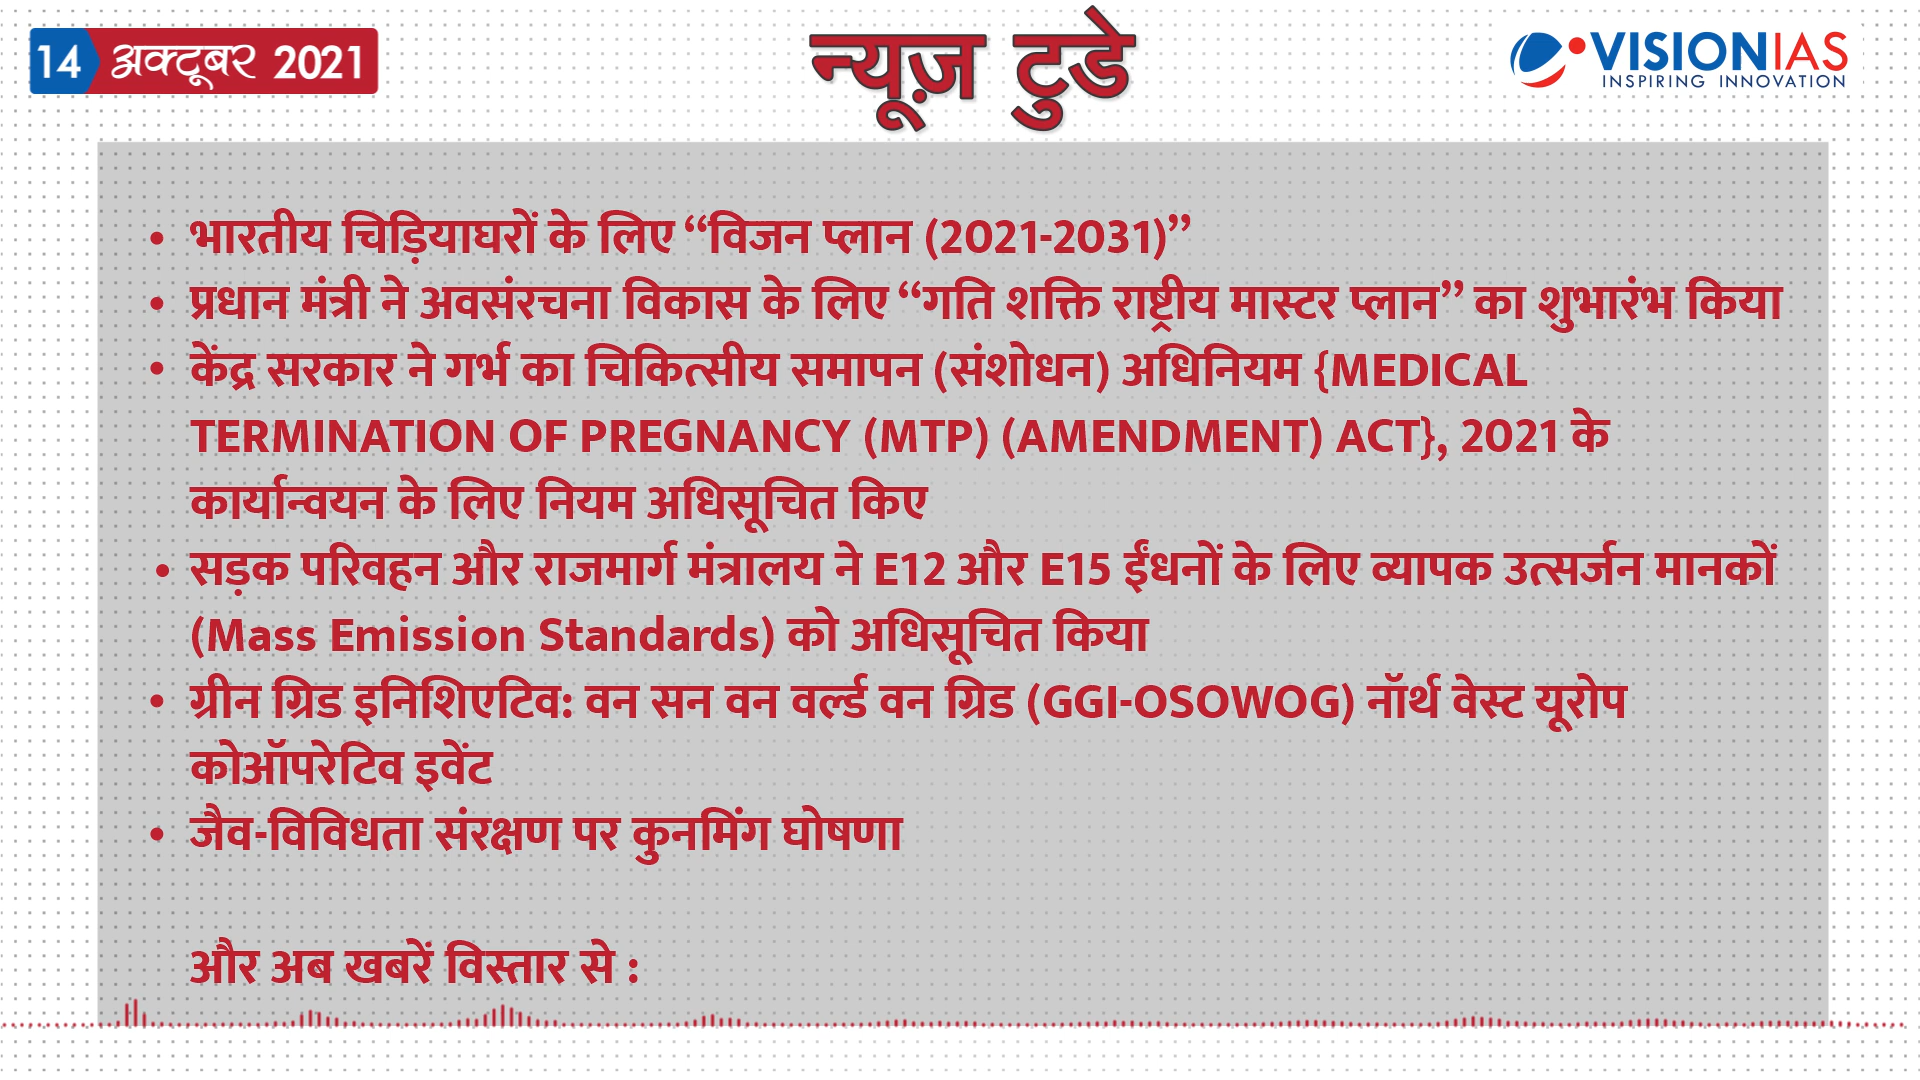 14 अक्टूबर 2021
न्यूज़ टुडे
VISIONIAS
INSPIRING INNOVATION
• भारतीय चिड़ियाघरों के लिए “विजन प्लान (2021-2031)”
• प्रधान मंत्री ने अवसंरचना विकास के लिए “गति शक्ति राष्ट्रीय मास्टर प्लान” का शुभारंभ किया
• केंद्र सरकार ने गर्भ का चिकित्सीय समापन (संशोधन) अधिनियम {MEDICAL
TERMINATION OF PREGNANCY (MTP) (AMENDMENT) ACT}, 2021 के
कार्यान्वयन के लिए नियम अधिसूचित किए
• सड़क परिवहन और राजमार्ग मंत्रालय ने E12 और E15 ईंधनों के लिए व्यापक उत्सर्जन मानकों
(Mass Emission Standards) को अधिसूचित किया
• ग्रीन ग्रिड इनिशिएटिव: वन सन वन वर्ल्ड वन ग्रिड (GGI-OSOWOG) नॉर्थ वेस्ट यूरोप
कोऑपरेटिव इवेंट
• जैव-विविधता संरक्षण पर कुनमिंग घोषणा
और अब खबरें विस्तार से :